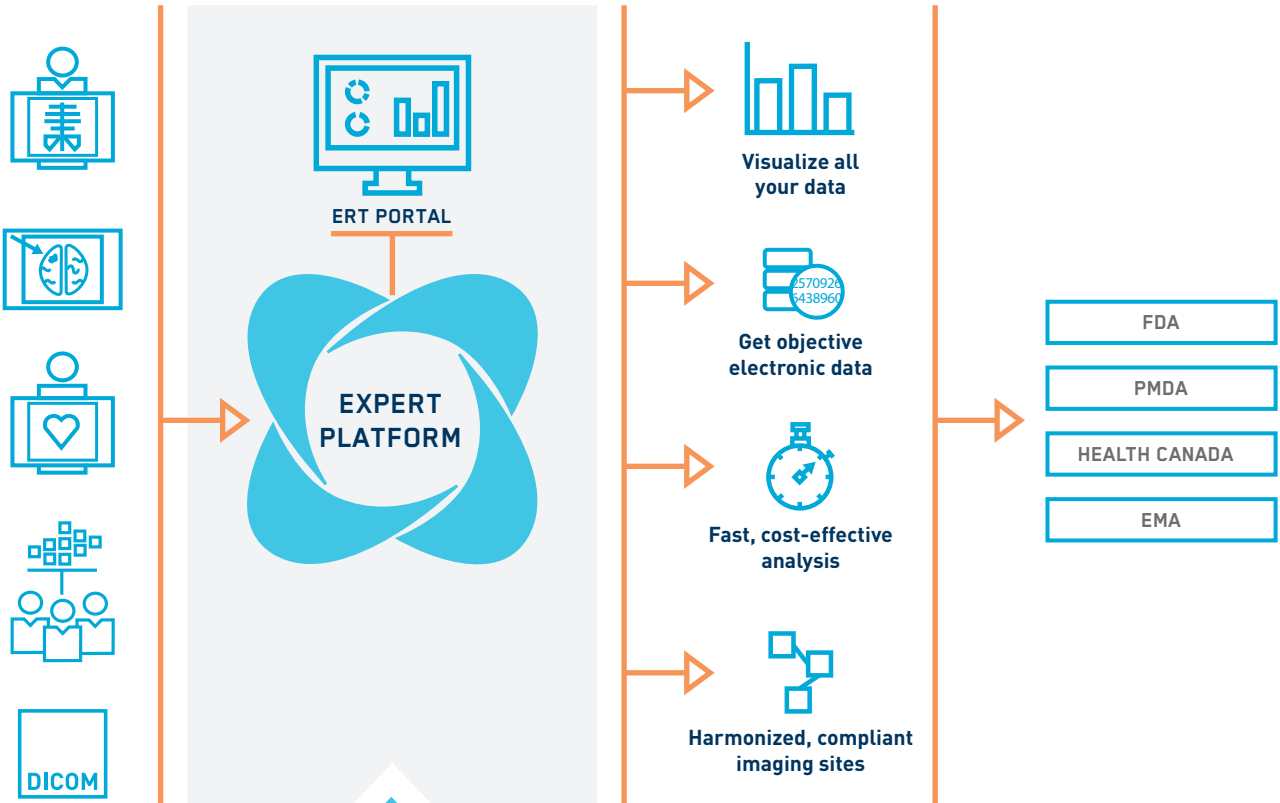 ERT PORTAL
EXPERT
PLATFORM
DICOM
Visualize all
your data
2570926
6438960
Get objective
electronic data
Fast, cost-effective
analysis
Harmonized, compliant
imaging sites
FDA
PMDA
HEALTH CANADA
EMA